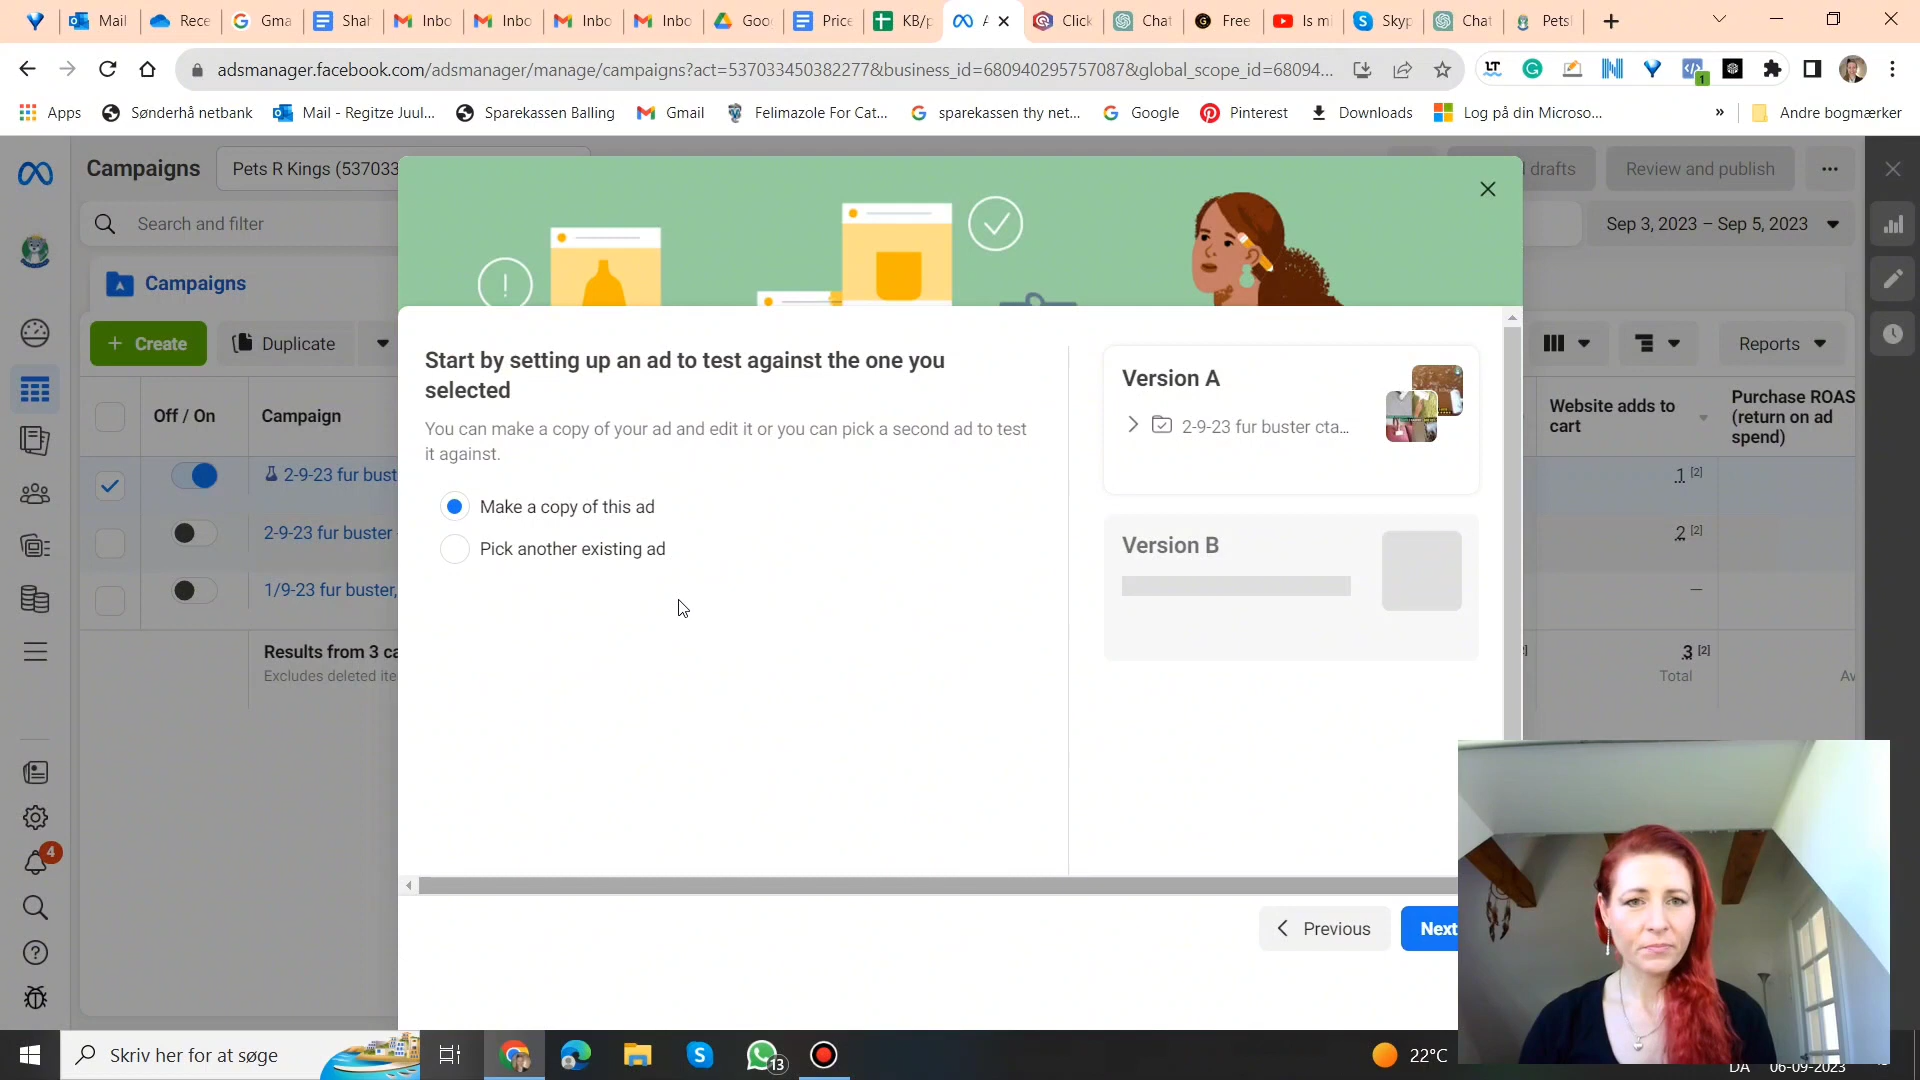 Mail
Rece
Gma
Shah
Inbo
Inbo
Inbo
Inbo
Goo
Price
KB/p
Click
Chat
Free
Is mi
Skyp
Chat
Pets
adsmanager.facebook.com/adsmanager/manage/campaigns?act=537033450382277&business_id=680940295757087&global_scope_id=68094...
1
Apps
Sønderhå netbank
Mail - Regitze Juul...
Sparekassen Balling
Gmail
Felimazole For Cat...
sparekassen thy net...
Google
Pinterest
Downloads
Log på din Microso...
»
Andre bogmærker
Campaigns
Pets R Kings (537033
drafts
Review and publish
Search and filter
Sep 3, 2023 – Sep 5, 2023
Campaigns
+ Create
Duplicate
Reports
Off / On
Campaign
Website adds to
cart
Purchase ROAS
(return on ad
spend)
2-9-23 fur bust
1 [2]
2-9-23 fur buster
2 [2]
1/9-23 fur buster,
—
Results from 3 ca
Excludes deleted ite
3 [2]
Total
Av
Start by setting up an ad to test against the one you
selected
You can make a copy of your ad and edit it or you can pick a second ad to test
it against.
Make a copy of this ad
Pick another existing ad
Version A
2-9-23 fur buster cta...
Version B
Previous
Next
4
Skriv her for at søge
13
22°C
DA
06-09-2023